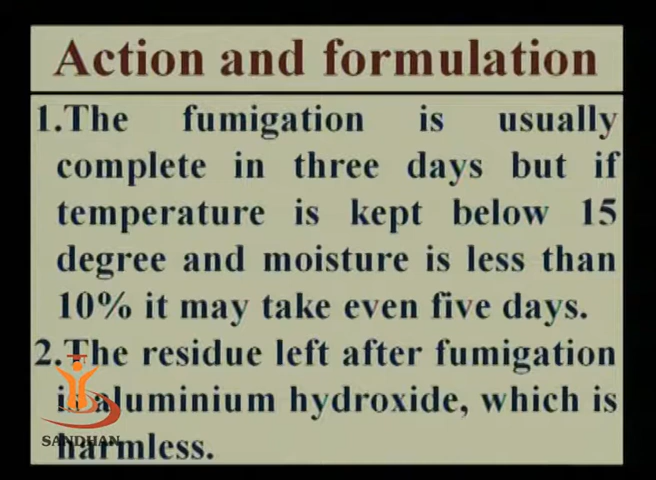 Action and formulation
1.The fumigation is usually
complete in three days but if
temperature is kept below 15
degree and moisture is less than
10% it may take even five days.
2.The residue left after fumigation
is aluminium hydroxide, which is
harmless.
SANDHAN